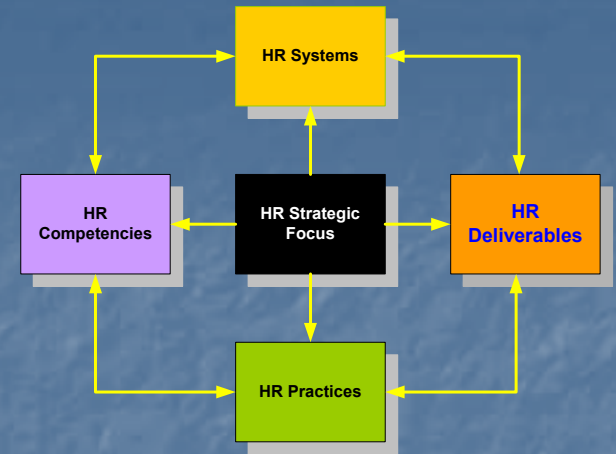 HR Systems
HR
Competencies
HR Strategic
Focus
HR
Deliverables
HR Practices